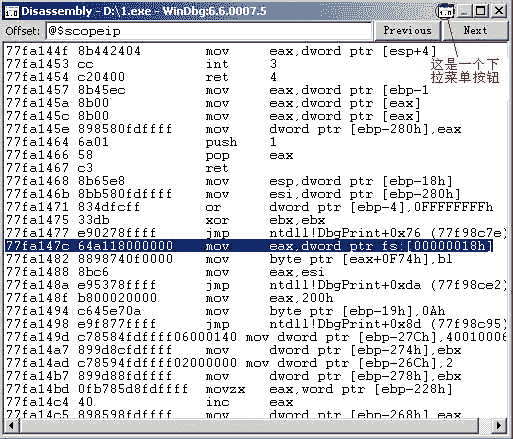 Disassembly - D:\1.exe - WinDbg:6.6.0007.5
Offset: @$scopeip Previous Next
这是一个下
拉菜单按钮
77fa144f 8b442404 mov eax,dword ptr [esp+4]
77fa1453 cc int 3
77fa1454 c20400 ret 4
77fa1457 8b45ec mov eax,dword ptr [ebp-1
77fa145a 8b00 mov eax,dword ptr [eax]
77fa145c 8b00 mov eax,dword ptr [eax]
77fa145e 898580fdffff mov dword ptr [ebp-280h],eax
77fa1464 6a01 push 1
77fa1466 58 pop eax
77fa1467 c3 ret
77fa1468 8b65e8 mov esp,dword ptr [ebp-18h]
77fa146b 8bb580fdffff mov esi,dword ptr [ebp-280h]
77fa1471 834dfcff or dword ptr [ebp-4],0FFFFFFFFh
77fa1475 33db xor ebx,ebx
77fa1477 e90278ffff jmp ntdll!DbgPrint+0x76 (77f98c7e)
77fa147c 64a118000000 mov eax,dword ptr fs:[00000018h]
77fa1482 8898740f0000 mov byte ptr [eax+0F74h],bl
77fa1488 8bc6 mov eax,esi
77fa148a e95378ffff jmp ntdll!DbgPrint+0xda (77f98ce2)
77fa148f b800020000 mov eax,200h
77fa1494 c645e70a mov byte ptr [ebp-19h],0Ah
77fa1498 e9f877ffff jmp ntdll!DbgPrint+0x8d (77f98c95)
77fa149d c78584fdffff06000140 mov dword ptr [ebp-27Ch],40010006
77fa14a7 899d8cfdffff mov dword ptr [ebp-274h],ebx
77fa14ad c78594fdffff02000000 mov dword ptr [ebp-26Ch],2
77fa14b7 899d88fdffff mov dword ptr [ebp-278h],ebx
77fa14bd 0fb785d8fdffff movzx eax,word ptr [ebp-228h]
77fa14c4 40 inc eax
77fa14c5 898598fdffff mov dword ptr [ebp-268h],eax